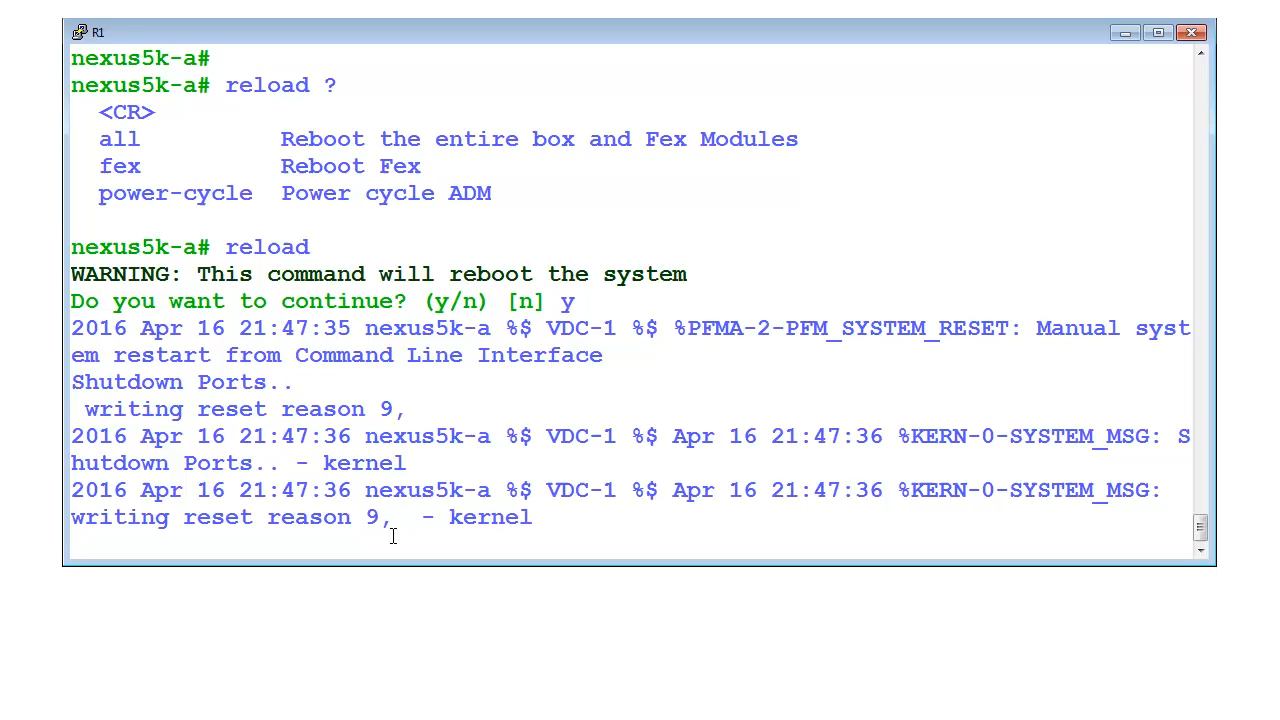 R1
nexus5k-a#
nexus5k-a# reload ?
<CR>
all Reboot the entire box and Fex Modules
fex Reboot Fex
power-cycle Power cycle ADM
nexus5k-a# reload
WARNING: This command will reboot the system
Do you want to continue? (y/n) [n] y
2016 Apr 16 21:47:35 nexus5k-a %$ VDC-1 %$ %PFMA-2-PFM_SYSTEM_RESET: Manual syst
em restart from Command Line Interface
Shutdown Ports..
writing reset reason 9,
2016 Apr 16 21:47:36 nexus5k-a %$ VDC-1 %$ Apr 16 21:47:36 %KERN-0-SYSTEM_MSG: S
hutdown Ports.. - kernel
2016 Apr 16 21:47:36 nexus5k-a %$ VDC-1 %$ Apr 16 21:47:36 %KERN-0-SYSTEM_MSG:
writing reset reason 9,  - kernel